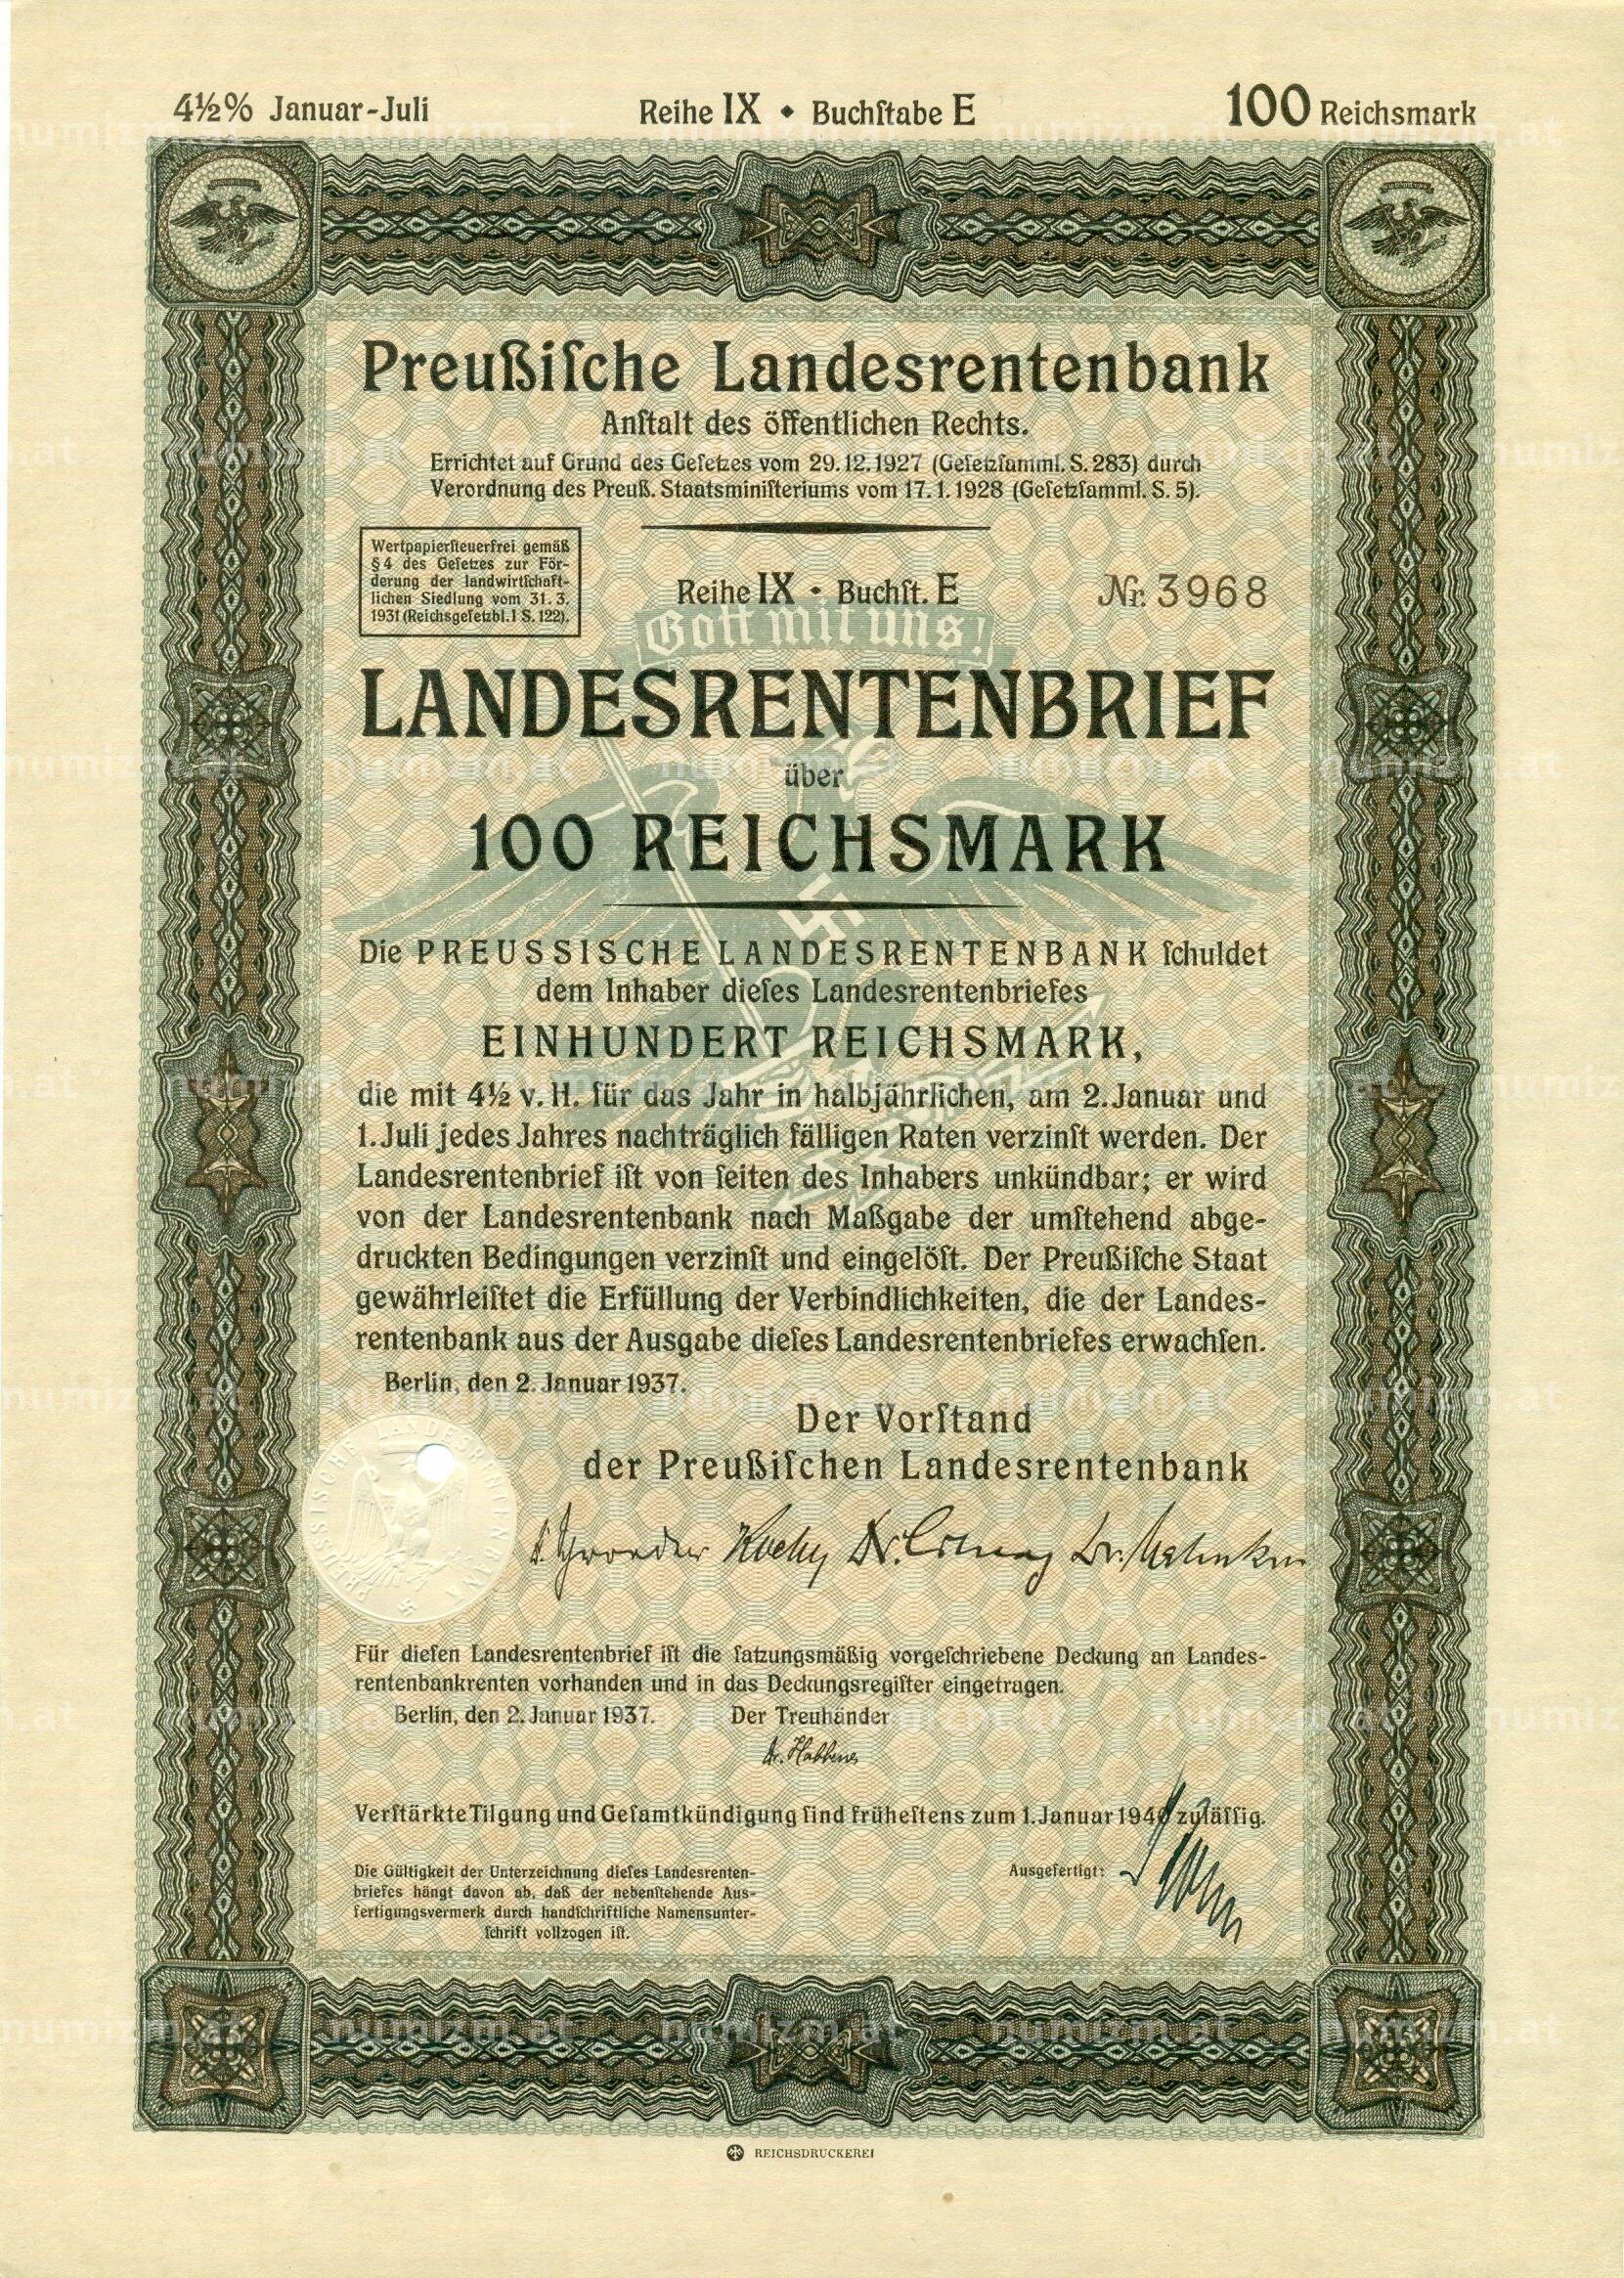 4½% Januar-Juli
Reihe IX • Buchſtabe E
100 Reichsmark
Preußiſche Landesrentenbank
Anſtalt des öffentlichen Rechts.
Errichtet auf Grund des Geſetzes vom 29.12.1927 (Geſetzſamml. S. 283) durch
Verordnung des Preuß. Staatsminiſteriums vom 17.1.1928 (Geſetzſamml. S. 5).
Wertpapierſteuerfrei gemäß
§ 4 des Geſetzes zur För-
derung der landwirtſchaft-
lichen Siedlung vom 31.3.
1931 (Reichsgeſetzbl. I S. 122).
Reihe IX • Buchſt. E
Nr. 3968
Gott mit uns!
LANDESRENTENBRIEF
über
100 REICHSMARK
Die PREUSSISCHE LANDESRENTENBANK ſchuldet
dem Inhaber dieſes Landesrentenbriefes
EINHUNDERT REICHSMARK,
die mit 4½ v. H. für das Jahr in halbjährlichen, am 2. Januar und
1. Juli jedes Jahres nachträglich fälligen Raten verzinſt werden. Der
Landesrentenbrief iſt von ſeiten des Inhabers unkündbar; er wird
von der Landesrentenbank nach Maßgabe der umſtehend abge-
druckten Bedingungen verzinſt und eingelöſt. Der Preußiſche Staat
gewährleiſtet die Erfüllung der Verbindlichkeiten, die der Landes-
rentenbank aus der Ausgabe dieſes Landesrentenbriefes erwachſen.
Berlin, den 2. Januar 1937.
Der Vorſtand
der Preußiſchen Landesrentenbank
PREUSSISCHE LANDESRENTENBANK
Für dieſen Landesrentenbrief iſt die ſatzungsmäßig vorgeſchriebene Deckung an Landes-
rentenbankrenten vorhanden und in das Deckungsregiſter eingetragen.
Berlin, den 2. Januar 1937.
Der Treuhänder
Verſtärkte Tilgung und Geſamtkündigung ſind früheſtens zum 1. Januar 1940 zuläſſig.
Die Gültigkeit der Unterzeichnung dieſes Landesrenten-
briefes hängt davon ab, daß der nebenſtehende Aus-
fertigungsvermerk durch handſchriftliche Namensunter-
ſchrift vollzogen iſt.
Ausgefertigt:
REICHSDRUCKEREI
numizm.at